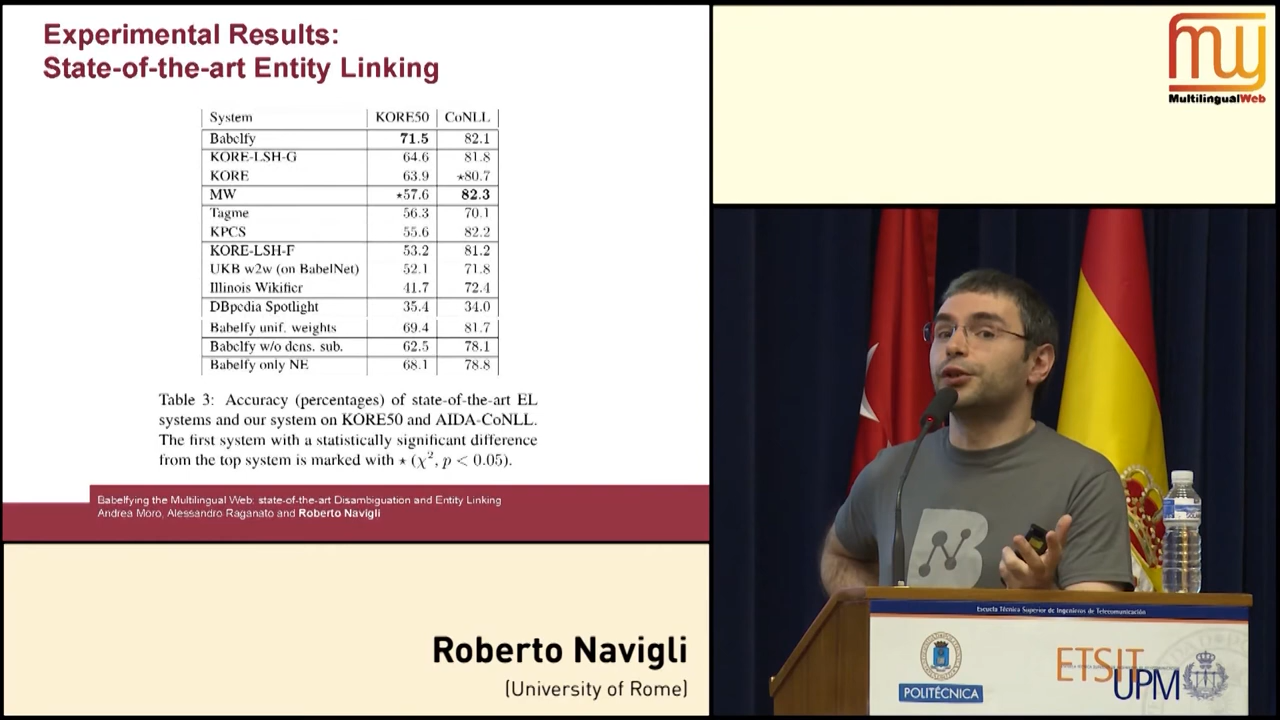 Experimental Results:
State-of-the-art Entity Linking
System KORE50 CoNLL
Babelfy 71.5 82.1
KORE-LSH-G 64.6 81.8
KORE 63.9 ⋆80.7
MW ⋆57.6 82.3
Tagme 56.3 70.1
KPCS 55.6 82.2
KORE-LSH-F 53.2 81.2
UKB w2w (on BabelNet) 52.1 71.8
Illinois Wikifier 41.7 72.4
DBpedia Spotlight 35.4 34.0
Babelfy unif. weights 69.4 81.7
Babelfy w/o dens. sub. 62.5 78.1
Babelfy only NE 68.1 78.8
Table 3: Accuracy (percentages) of state-of-the-art EL
systems and our system on KORE50 and AIDA-CoNLL.
The first system with a statistically significant difference
from the top system is marked with ⋆ (χ², p < 0.05).
Babelfying the Multilingual Web: state-of-the-art Disambiguation and Entity Linking
Andrea Moro, Alessandro Raganato and Roberto Navigli
Roberto Navigli
(University of Rome)
MW
MultilingualWeb
B
Escuela Técnica Superior de Ingenieros de Telecomunicación
POLITÉCNICA
ETSIT
UPM